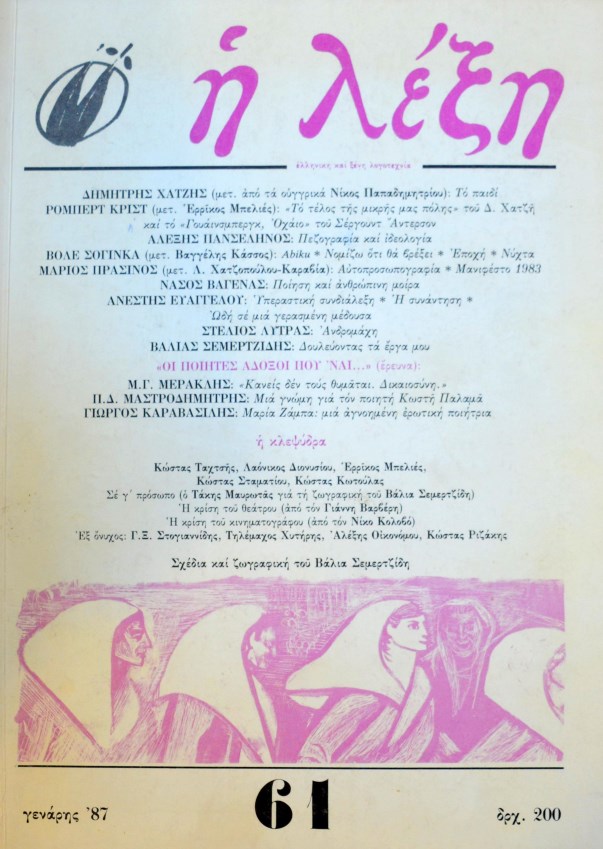 ἡ λέξη
ἑλληνική καί ξένη λογοτεχνία
ΔΗΜΗΤΡΗΣ ΧΑΤΖΗΣ (μετ. ἀπό τά οὑγγρικά Νίκος Παπαδημητρίου): Τό παιδί
ΡΟΜΠΕΡΤ ΚΡΙΣΤ (μετ. Ἐρρίκος Μπελιές): «Τό τέλος τῆς μικρῆς μας πόλης» τοῦ Δ. Χατζῆ
καί τό «Γουάινσμπεργκ, Ὀχάιο» τοῦ Σέργουντ Ἄντερσον
ΑΛΕΞΗΣ ΠΑΝΣΕΛΗΝΟΣ: Πεζογραφία καί ἰδεολογία
ΒΟΛΕ ΣΟΓΙΝΚΑ (μετ. Βαγγέλης Κάσσος): Abiku * Νομίζω ὅτι θά βρέξει * Ἐποχή * Νύχτα
ΜΑΡΙΟΣ ΠΡΑΣΙΝΟΣ (μετ. Λ. Χατζοπούλου-Καραβία): Αὐτοπροσωπογραφία * Μανιφέστο 1983
ΝΑΣΟΣ ΒΑΓΕΝΑΣ: Ποίηση καί ἀνθρώπινη μοίρα
ΑΝΕΣΤΗΣ ΕΥΑΓΓΕΛΟΥ: Ὑπεραστική συνδιάλεξη * Ἡ συνάντηση *
Ὠδή σέ μιά γερασμένη μέδουσα
ΣΤΕΛΙΟΣ ΛΥΤΡΑΣ: Ἀνδρομάχη
ΒΑΛΙΑΣ ΣΕΜΕΡΤΖΙΔΗΣ: Δουλεύοντας τά ἔργα μου
«ΟΙ ΠΟΙΗΤΕΣ ΑΔΟΞΟΙ ΠΟΥ 'ΝΑΙ...» (ἔρευνα):
Μ.Γ. ΜΕΡΑΚΛΗΣ: «Κανείς δέν τούς θυμᾶται. Δικαιοσύνη.»
Π.Δ. ΜΑΣΤΡΟΔΗΜΗΤΡΗΣ: Μιά γνώμη γιά τόν ποιητή Κωστή Παλαμᾶ
ΓΙΩΡΓΟΣ ΚΑΡΑΒΑΣΙΛΗΣ: Μαρία Ζάμπα: μιά ἀγνοημένη ἐρωτική ποιήτρια
ἡ κλεψύδρα
Κώστας Ταχτσῆς, Λαόνικος Διονυσίου, Ἐρρίκος Μπελιές,
Κώστας Σταματίου, Κώστας Κωτούλας
Σέ γ' πρόσωπο (ὁ Τάκης Μαυρωτάς γιά τή ζωγραφική τοῦ Βάλια Σεμερτζίδη)
Ἡ κρίση τοῦ θεάτρου (ἀπό τόν Γιάννη Βαρβέρη)
Ἡ κρίση τοῦ κινηματογράφου (ἀπό τόν Νίκο Κολοβό)
Ἐξ ὄνυχος: Γ.Ξ. Στογιαννίδης, Τηλέμαχος Χυτήρης, Ἀλέξης Οἰκονόμου, Κώστας Ριζάκης
Σχέδια καί ζωγραφική τοῦ Βάλια Σεμερτζίδη
γενάρης '87
61
δρχ. 200